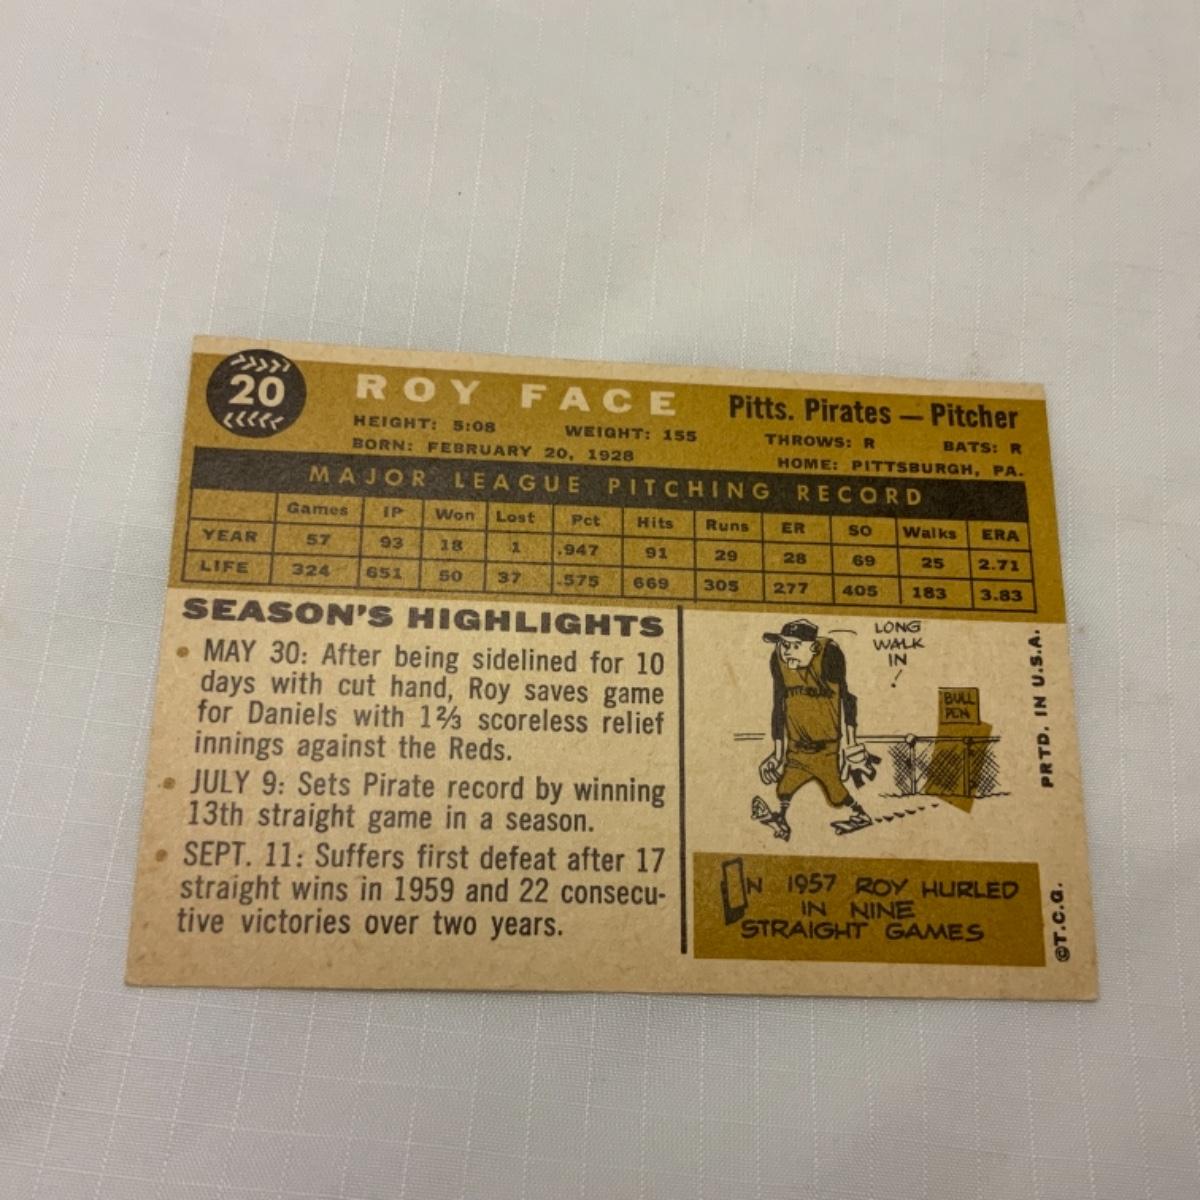 20
ROY FACE
Pitts. Pirates — Pitcher
HEIGHT: 5:08 WEIGHT: 155 THROWS: R BATS: R
BORN: FEBRUARY 20, 1928 HOME: PITTSBURGH, PA.
MAJOR LEAGUE PITCHING RECORD
Games IP Won Lost Pct Hits Runs ER SO Walks ERA
YEAR 57 93 18 1 .947 91 29 28 69 25 2.71
LIFE 324 651 50 37 .575 669 305 277 405 183 3.83
SEASON'S HIGHLIGHTS
• MAY 30: After being sidelined for 10
days with cut hand, Roy saves game
for Daniels with 1⅔ scoreless relief
innings against the Reds.
• JULY 9: Sets Pirate record by winning
13th straight game in a season.
• SEPT. 11: Suffers first defeat after 17
straight wins in 1959 and 22 consecu-
tive victories over two years.
LONG
WALK
IN
!
BULL
PEN
PITTSBURGH
IN 1957 ROY HURLED
IN NINE
STRAIGHT GAMES
PRTD. IN U.S.A.
©T.C.G.